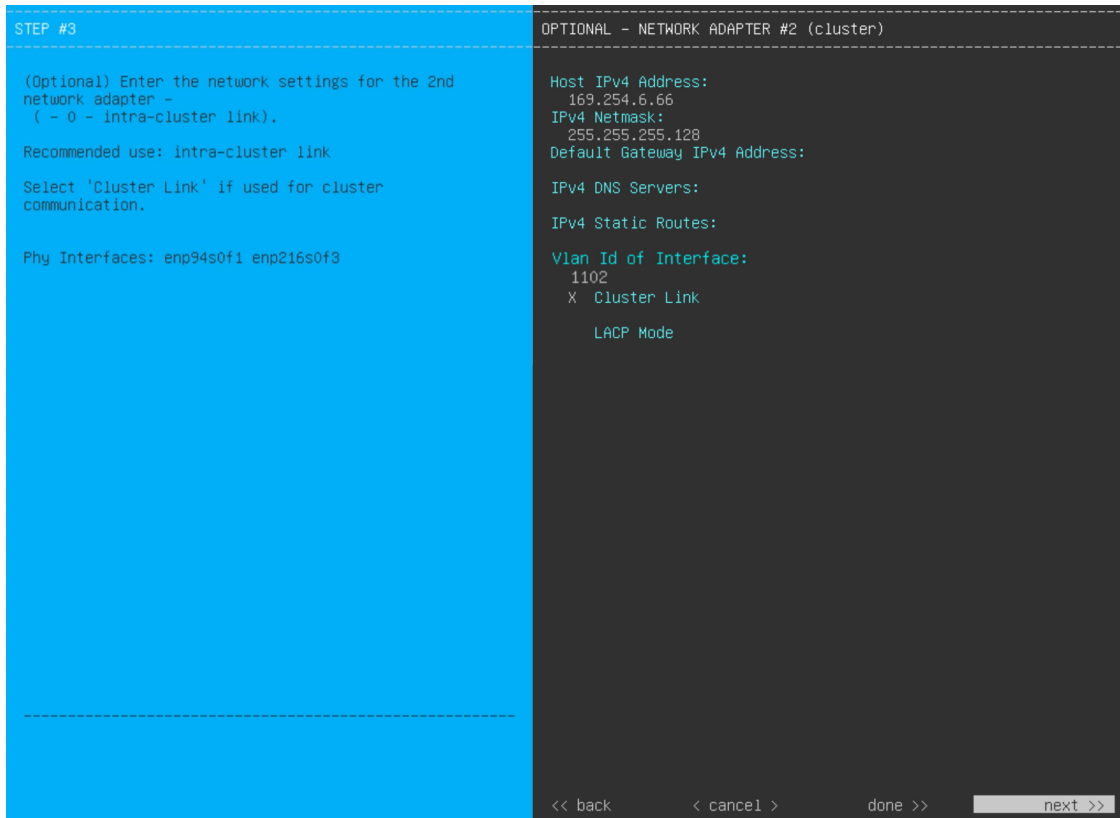 STEP #3
(Optional) Enter the network settings for the 2nd
network adapter -
( - 0 - intra-cluster link).
Recommended use: intra-cluster link
Select 'Cluster Link' if used for cluster
communication.
Phy Interfaces: enp94s0f1 enp216s0f3
OPTIONAL - NETWORK ADAPTER #2 (cluster)
Host IPv4 Address:
169.254.6.66
IPv4 Netmask:
255.255.255.128
Default Gateway IPv4 Address:
IPv4 DNS Servers:
IPv4 Static Routes:
Vlan Id of Interface:
1102
X Cluster Link
LACP Mode
<< back < cancel > done >> next >>